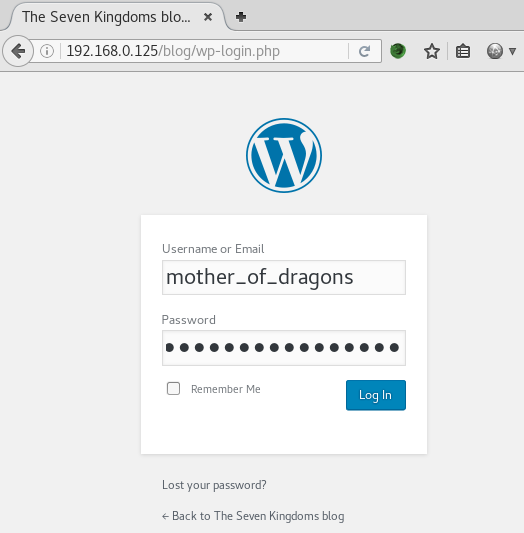 The Seven Kingdoms blo...
192.168.0.125/blog/wp-login.php
Username or Email
mother_of_dragons
Password
Remember Me
Log In
Lost your password?
← Back to The Seven Kingdoms blog